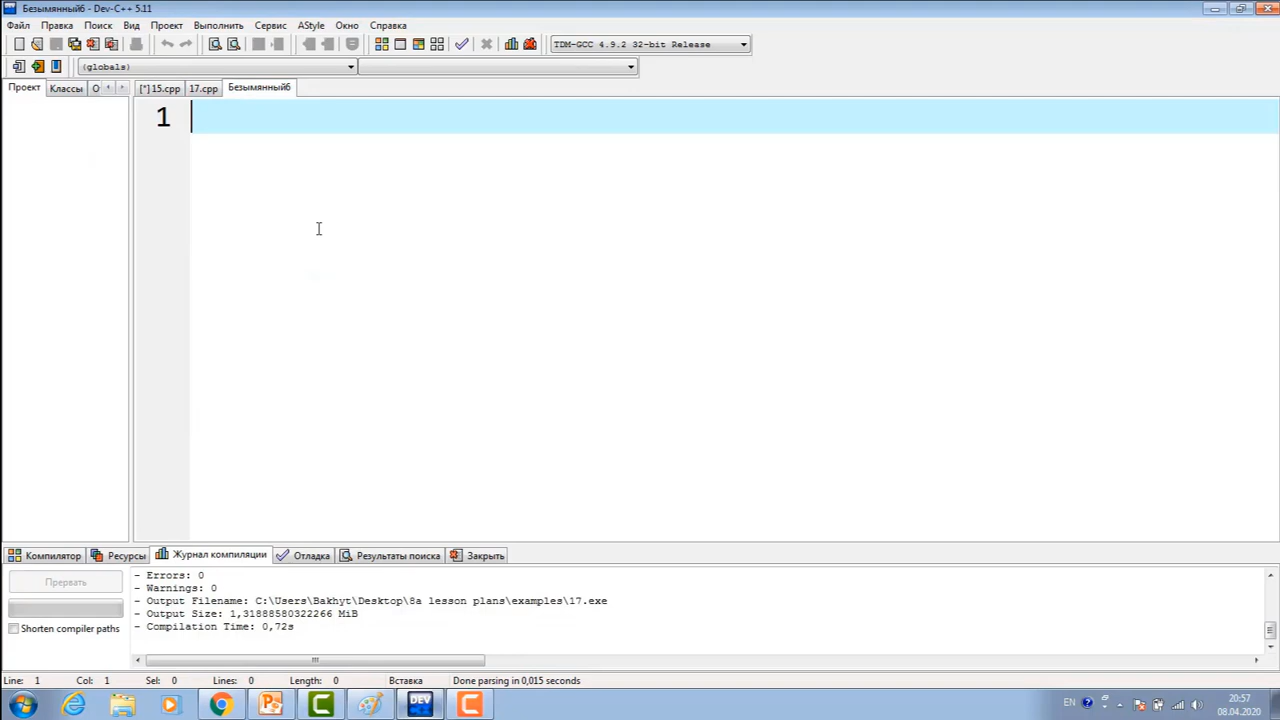 Безымянный6 - Dev-C++ 5.11
Файл Правка Поиск Вид Проект Выполнить Сервис AStyle Окно Справка
TDM-GCC 4.9.2 32-bit Release
(globals)
Проект Классы О [*] 15.cpp 17.cpp Безымянный6
1
Компилятор Ресурсы Журнал компиляции Отладка Результаты поиска Закрыть
Прервать
Shorten compiler paths
- Errors: 0
- Warnings: 0
- Output Filename: C:\Users\Bakhyt\Desktop\8a lesson plans\examples\17.exe
- Output Size: 1,31888580322266 MiB
- Compilation Time: 0,72s
Line: 1 Col: 1 Sel: 0 Lines: 0 Length: 0 Вставка Done parsing in 0,015 seconds
DEV
EN
20:57
08.04.2020